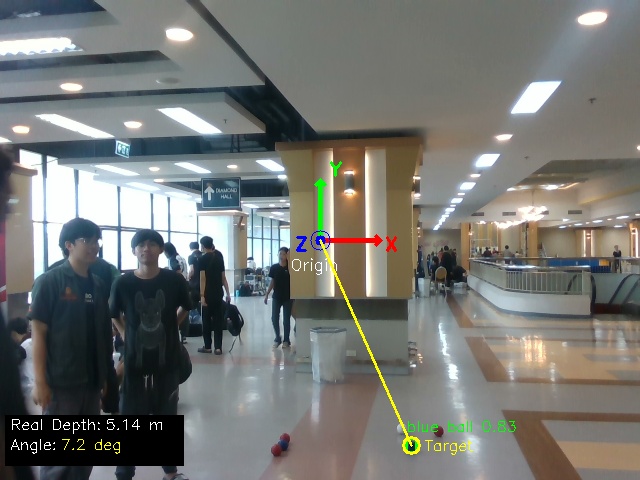 DIAMOND
HALL
Y
Z
X
Origin
blue ball 0.83
Target
Real Depth: 5.14 m
Angle: 7.2 deg